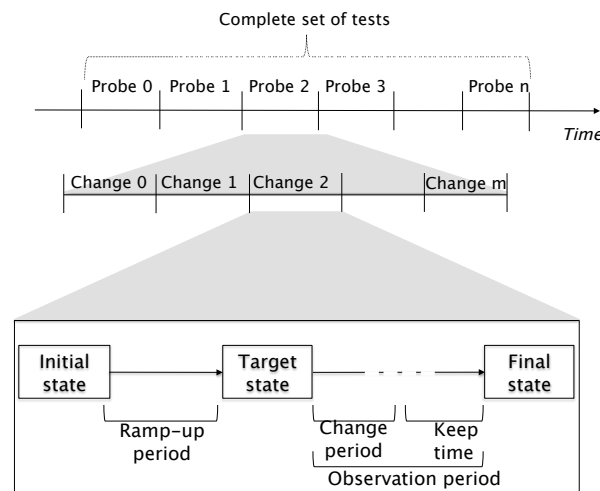 Complete set of tests
Probe 0 Probe 1 Probe 2 Probe 3 Probe n
Time
Change 0 Change 1 Change 2 Change m
Initial state
Target state
Final state
Ramp-up period
Change period
Keep time
Observation period